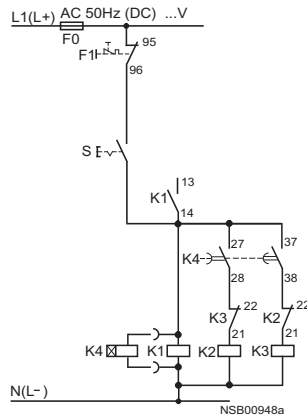 L1(L+) AC 50Hz (DC) ...V
F0
F1 95
96
S
K1 13
14
27 37
K4
28 38
K3 22 K2 22
21 21
K4 K1 K2 K3
N(L-)
NSB00948a